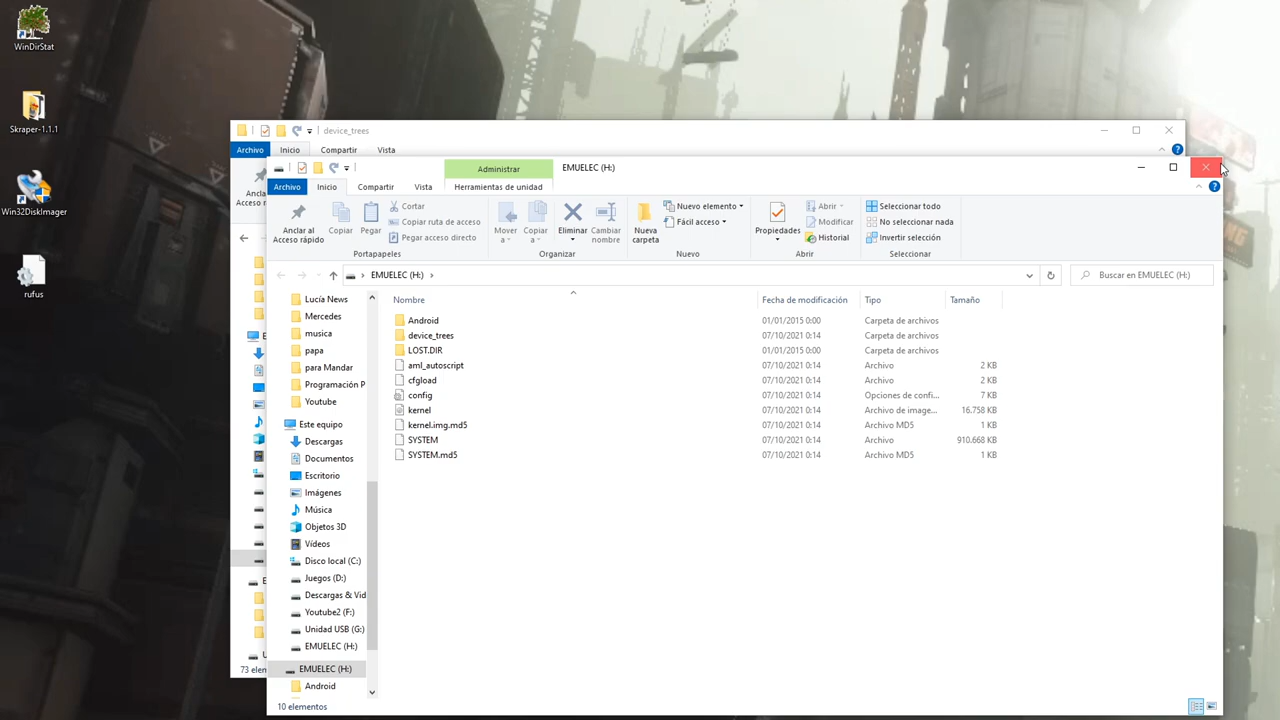 WinDirStat
Skraper-1.1.1
Win32DiskImager
rufus
device_trees
Archivo Inicio Compartir Vista
Administrar EMUELEC (H:)
Archivo Inicio Compartir Vista Herramientas de unidad
Anclar al Acceso rápido
Copiar
Pegar
Cortar
Copiar ruta de acceso
Pegar acceso directo
Portapapeles
Mover a
Copiar a
Eliminar
Cambiar nombre
Organizar
Nueva carpeta
Nuevo elemento
Fácil acceso
Nuevo
Propiedades
Abrir
Modificar
Historial
Abrir
Seleccionar todo
No seleccionar nada
Invertir selección
Seleccionar
EMUELEC (H:)
Buscar en EMUELEC (H:)
Lucía News
Mercedes
musica
papa
para Mandar
Programación P
Youtube
Este equipo
Descargas
Documentos
Escritorio
Imágenes
Música
Objetos 3D
Vídeos
Disco local (C:)
Juegos (D:)
Descargas & Vid
Youtube2 (F:)
Unidad USB (G:)
EMUELEC (H:)
EMUELEC (H:)
Android
Nombre Fecha de modificación Tipo Tamaño
Android 01/01/2015 0:00 Carpeta de archivos
device_trees 07/10/2021 0:14 Carpeta de archivos
LOST.DIR 01/01/2015 0:00 Carpeta de archivos
aml_autoscript 07/10/2021 0:14 Archivo 2 KB
cfgload 07/10/2021 0:14 Archivo 2 KB
config 07/10/2021 0:14 Opciones de confi... 7 KB
kernel 07/10/2021 0:14 Archivo de image... 16.758 KB
kernel.img.md5 07/10/2021 0:14 Archivo MD5 1 KB
SYSTEM 07/10/2021 0:14 Archivo 910.668 KB
SYSTEM.md5 07/10/2021 0:14 Archivo MD5 1 KB
73 elem
10 elementos